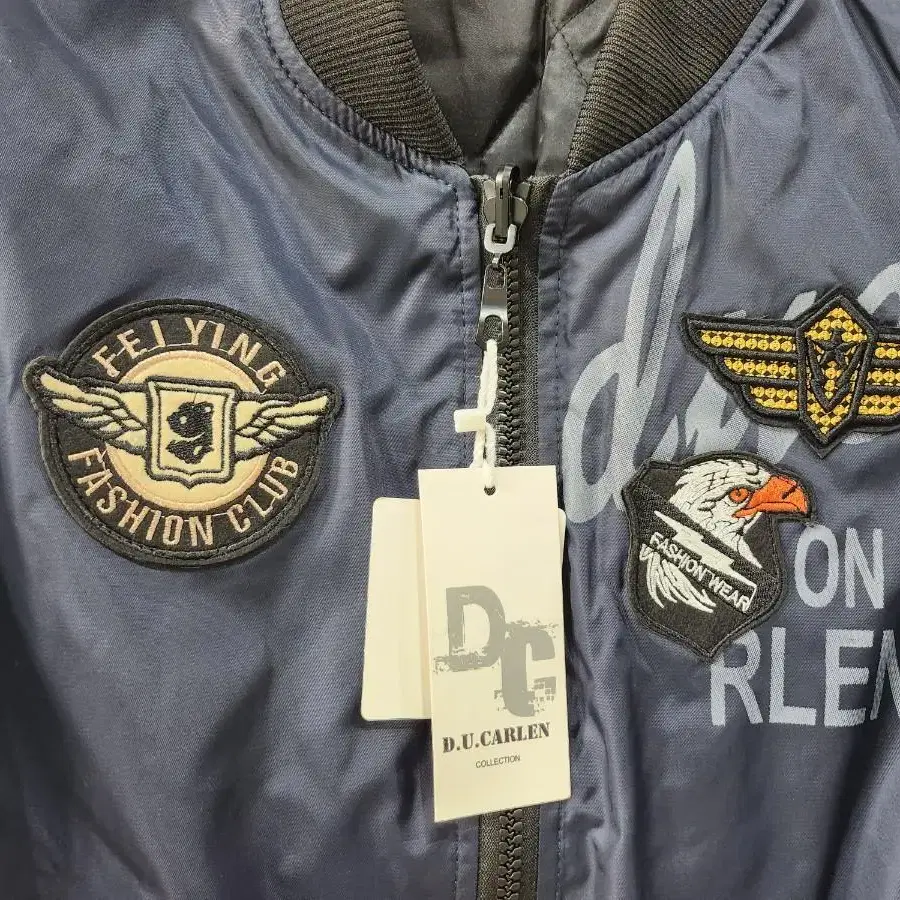 FEI YING
FASHION CLUB
FASHION WEAR
ON
RLEN
DC
D.U.CARLEN
COLLECTION